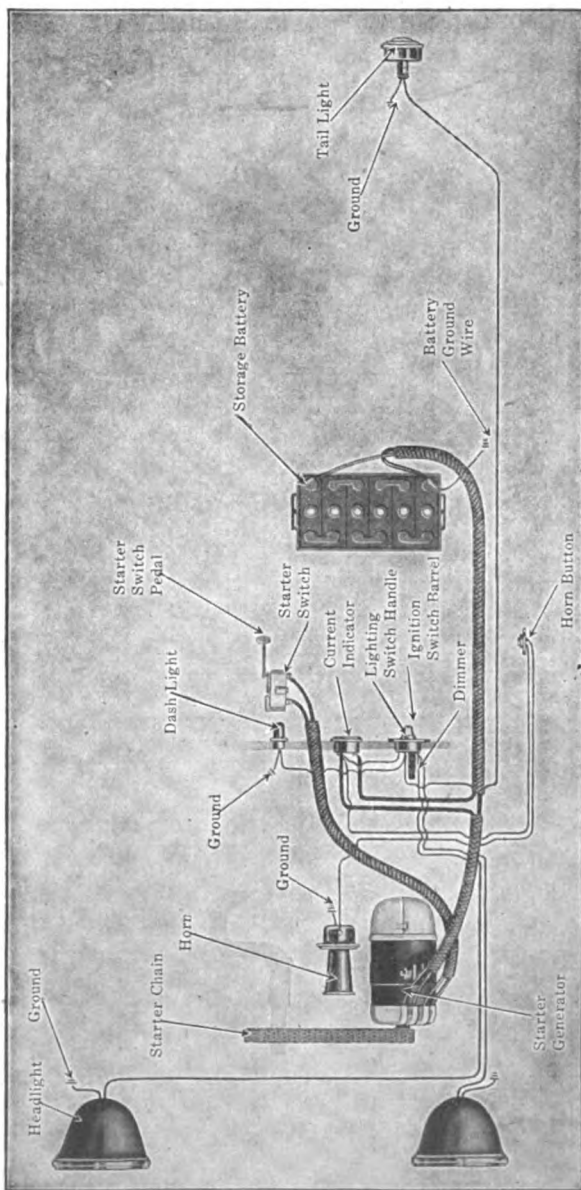 Headlight
Ground
Starter Chain
Horn
Ground
Ground
Dash Light
Starter
Switch
Pedal
Starter
Switch
Current
Indicator
Lighting
Switch Handle
Ignition
Switch Barrel
Dimmer
Starter
Generator
Storage Battery
Battery
Ground
Wire
Horn Button
Ground
Tail Light